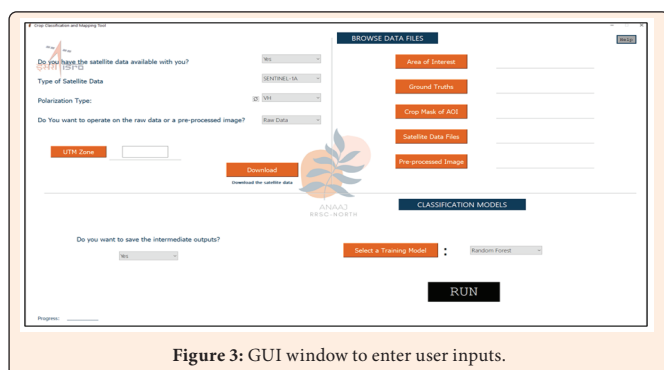 Crop Classification and Mapping Tool
BROWSE DATA FILES
Help
Do you have the satellite data available with you?
Yes
Type of Satellite Data
SENTINEL-1A
Polarization Type:
VH
Do You want to operate on the raw data or a pre-processed image?
Raw Data
UTM Zone
Download
Download the satellite data
Area of Interest
Ground Truths
Crop Mask of AOI
Satellite Data Files
Pre-processed Image
ANAAJ
RRSC-NORTH
CLASSIFICATION MODELS
Do you want to save the intermediate outputs?
Yes
Select a Training Model :
Random Forest
RUN
Progress:
Figure 3: GUI window to enter user inputs.